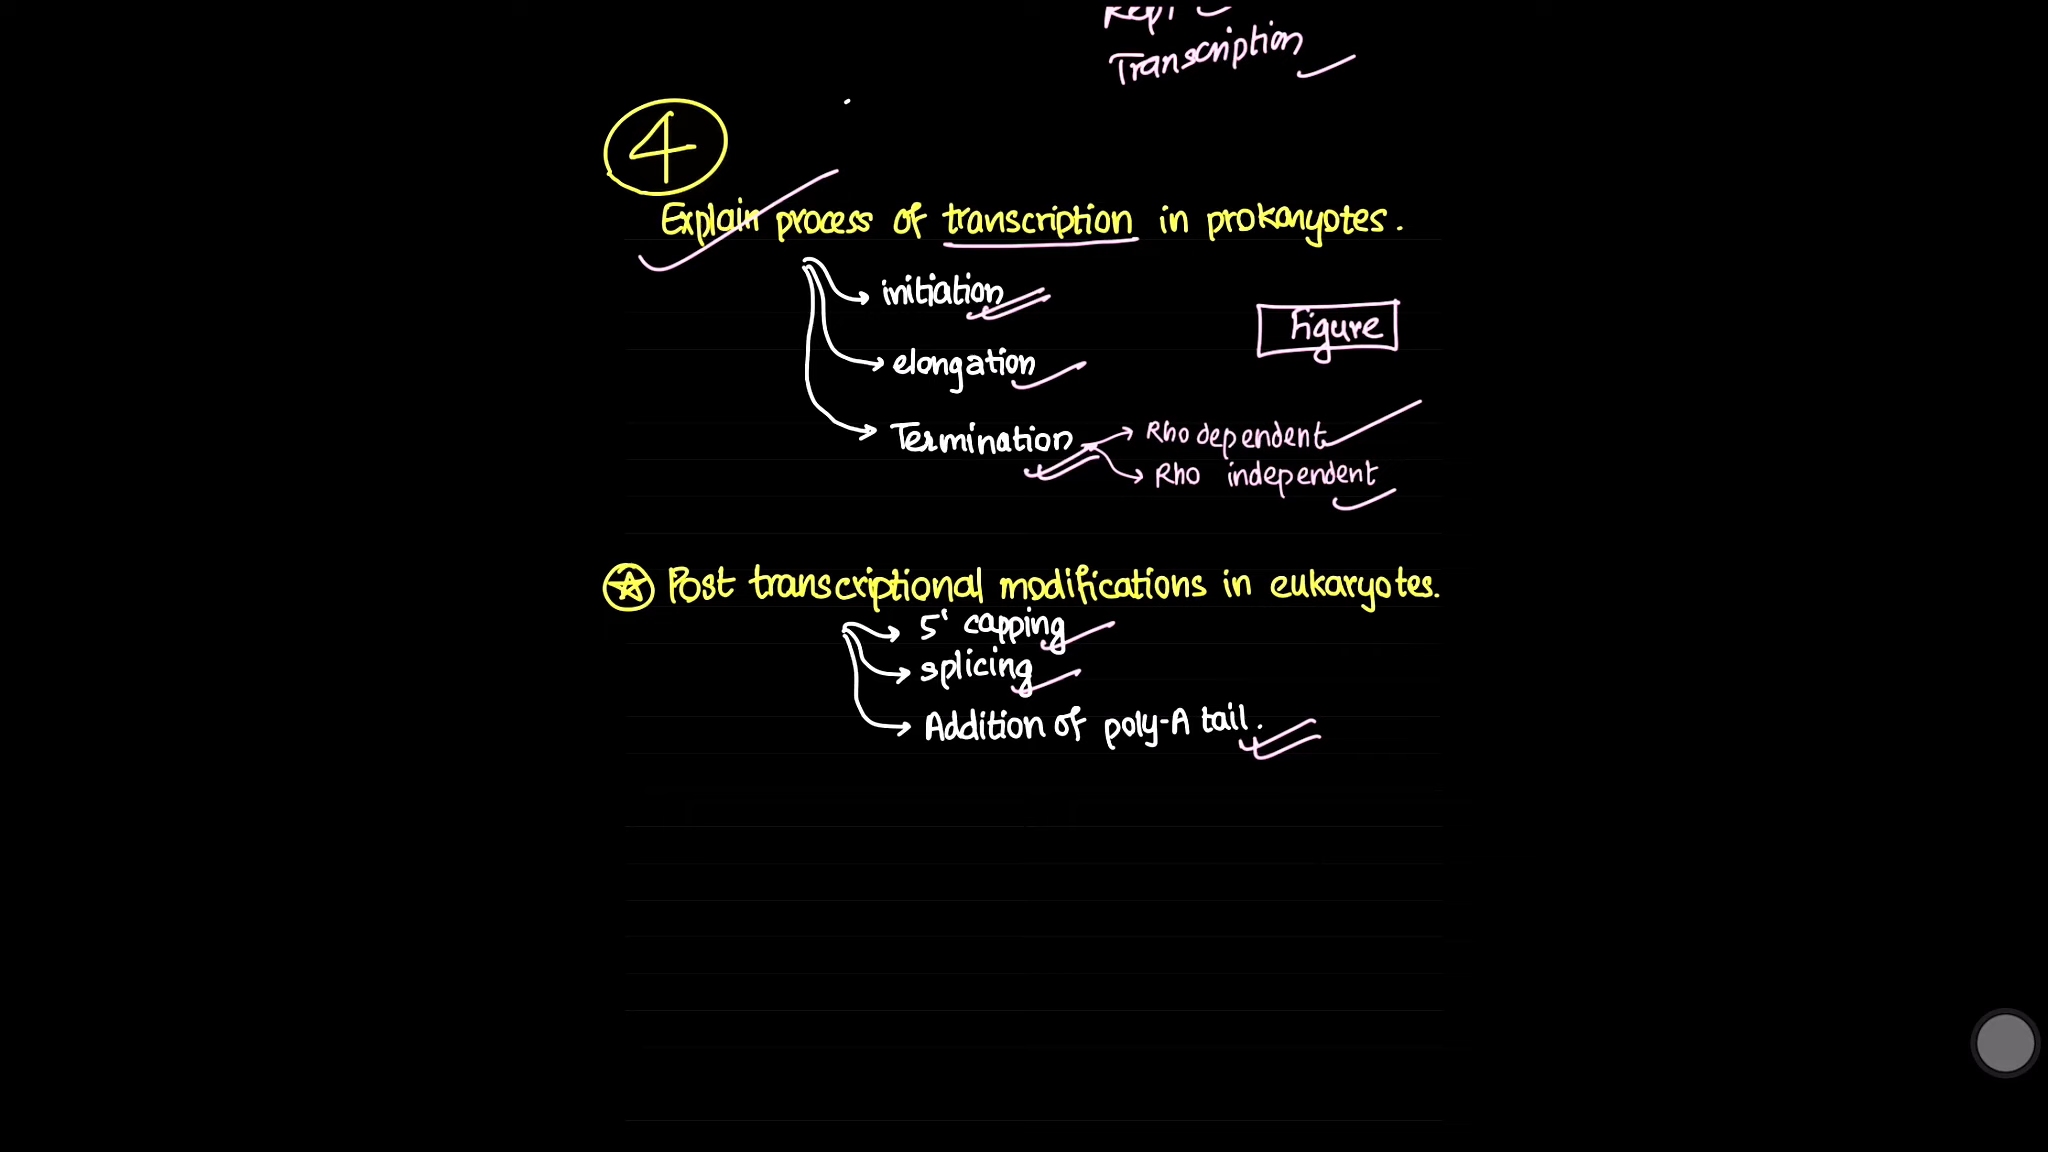 Transcription
4
Explain process of transcription in prokaryotes.
initiation
Figure
elongation
Termination
Rho dependent
Rho independent
Post transcriptional modifications in eukaryotes.
5' capping
splicing
Addition of poly-A tail.